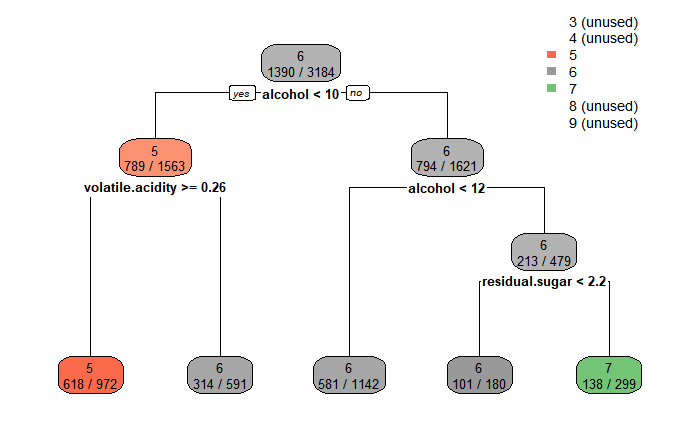 3 (unused)
4 (unused)
5
6
7
8 (unused)
9 (unused)
6
1390 / 3184
yes alcohol < 10 no
5
789 / 1563
volatile.acidity >= 0.26
6
794 / 1621
alcohol < 12
6
213 / 479
residual.sugar < 2.2
5
618 / 972
6
314 / 591
6
581 / 1142
6
101 / 180
7
138 / 299